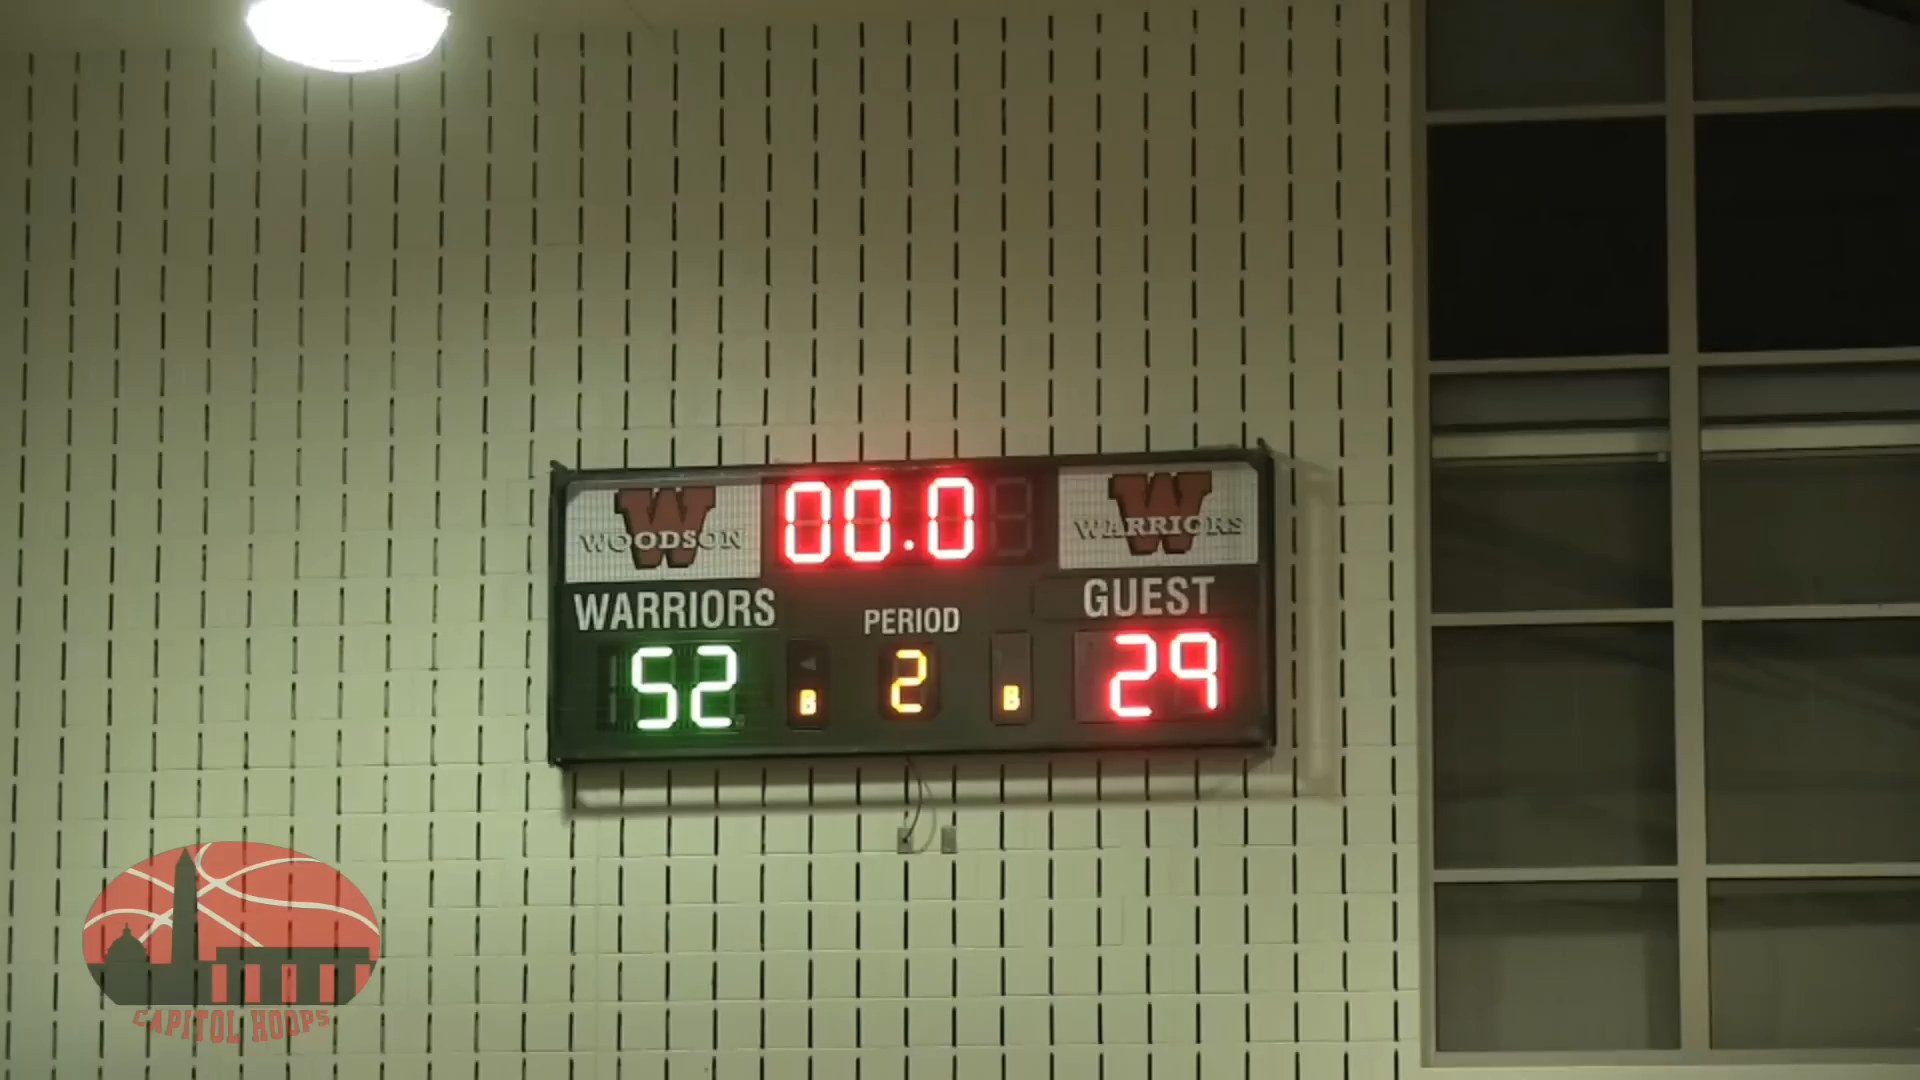 WOODSON
00.0
WARRIORS
WARRIORS
PERIOD
GUEST
52
B
2
B
29
CAPITOL HOOPS